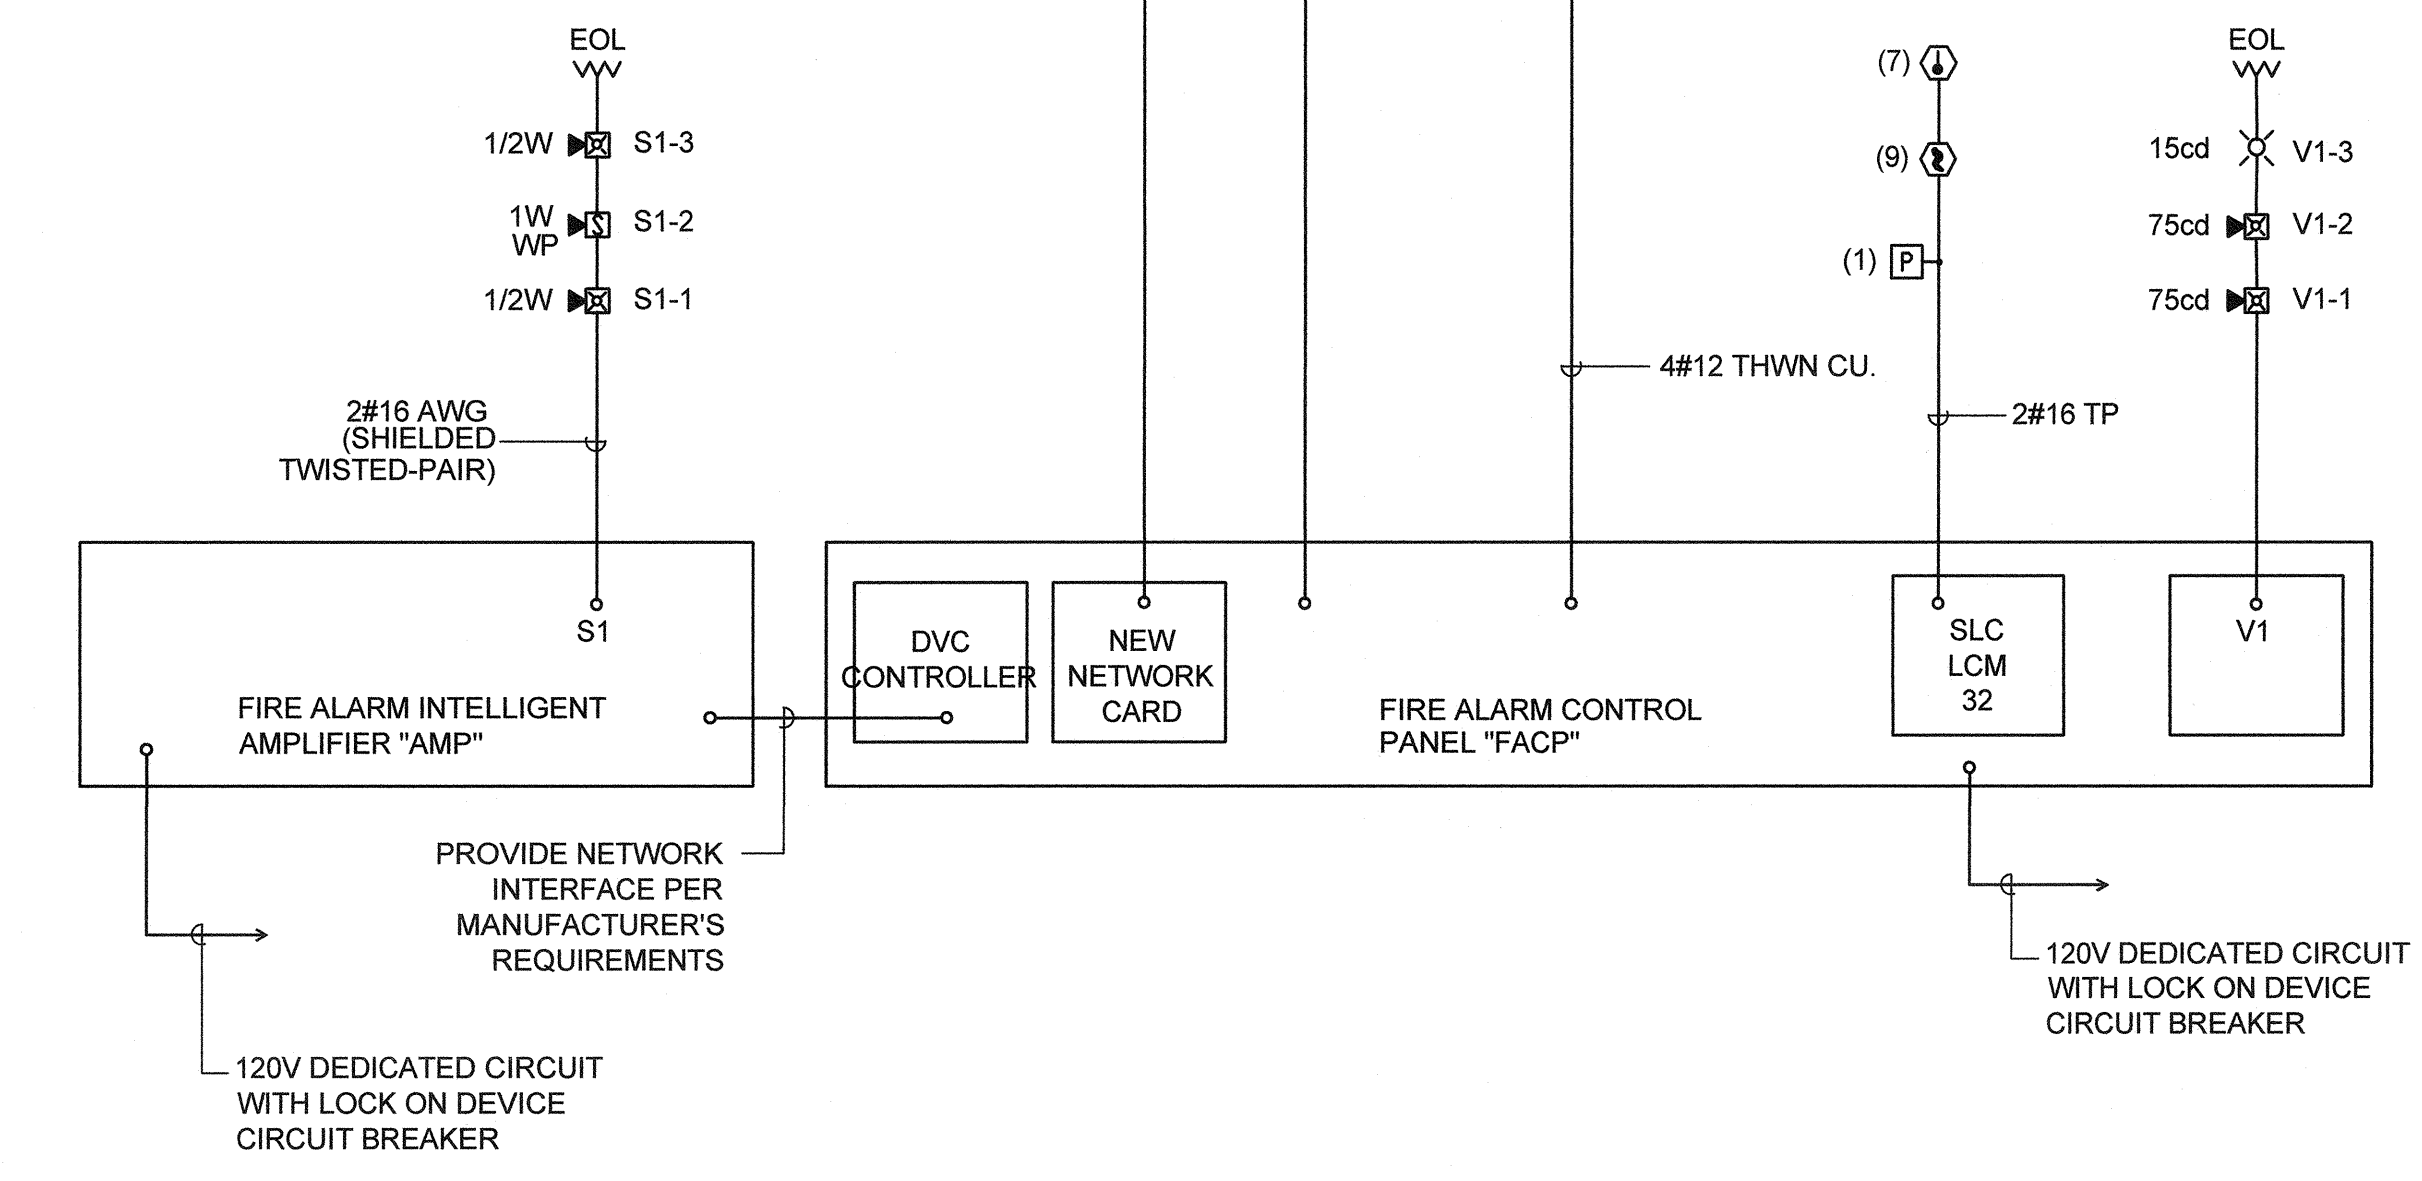 EOL
1/2W S1-3
1W
WP
S1-2
1/2W S1-1
2#16 AWG
(SHIELDED
TWISTED-PAIR)
4#12 THWN CU.
(7)
(9)
(1) P
2#16 TP
EOL
15cd V1-3
75cd V1-2
75cd V1-1
S1
FIRE ALARM INTELLIGENT
AMPLIFIER "AMP"
DVC
CONTROLLER
NEW
NETWORK
CARD
FIRE ALARM CONTROL
PANEL "FACP"
SLC
LCM
32
V1
PROVIDE NETWORK
INTERFACE PER
MANUFACTURER'S
REQUIREMENTS
120V DEDICATED CIRCUIT
WITH LOCK ON DEVICE
CIRCUIT BREAKER
120V DEDICATED CIRCUIT
WITH LOCK ON DEVICE
CIRCUIT BREAKER